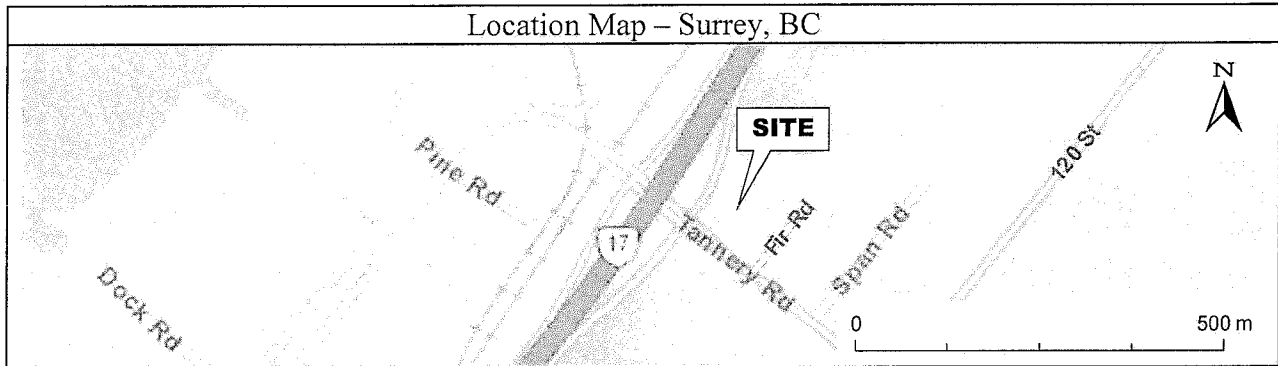 Location Map – Surrey, BC
N
SITE
120 St
Pine Rd
Fir Rd
Tannery Rd
Span Rd
17
Dock Rd
0 500 m